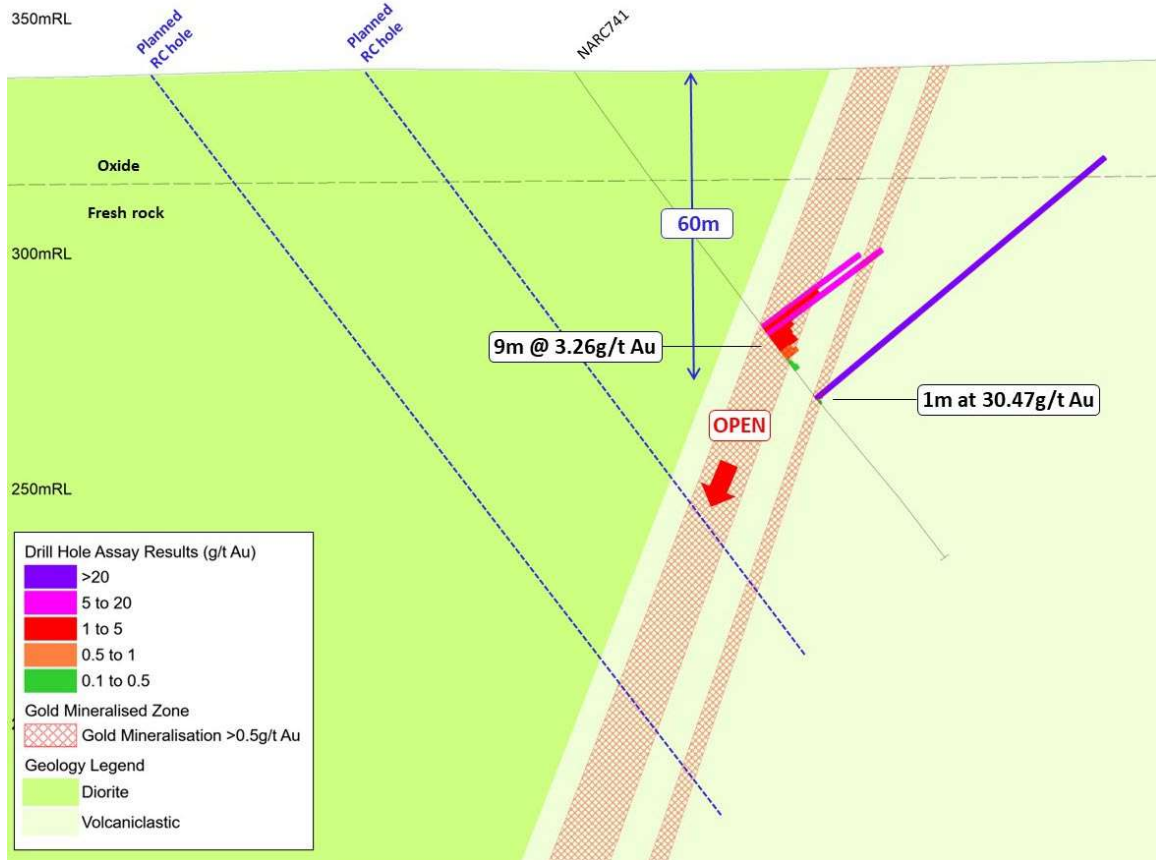 350mRL
Planned
RC hole
Planned
RC hole
NARC741
Oxide
Fresh rock
60m
300mRL
9m @ 3.26g/t Au
1m at 30.47g/t Au
OPEN
250mRL
Drill Hole Assay Results (g/t Au)
>20
5 to 20
1 to 5
0.5 to 1
0.1 to 0.5
Gold Mineralised Zone
Gold Mineralisation >0.5g/t Au
Geology Legend
Diorite
Volcaniclastic